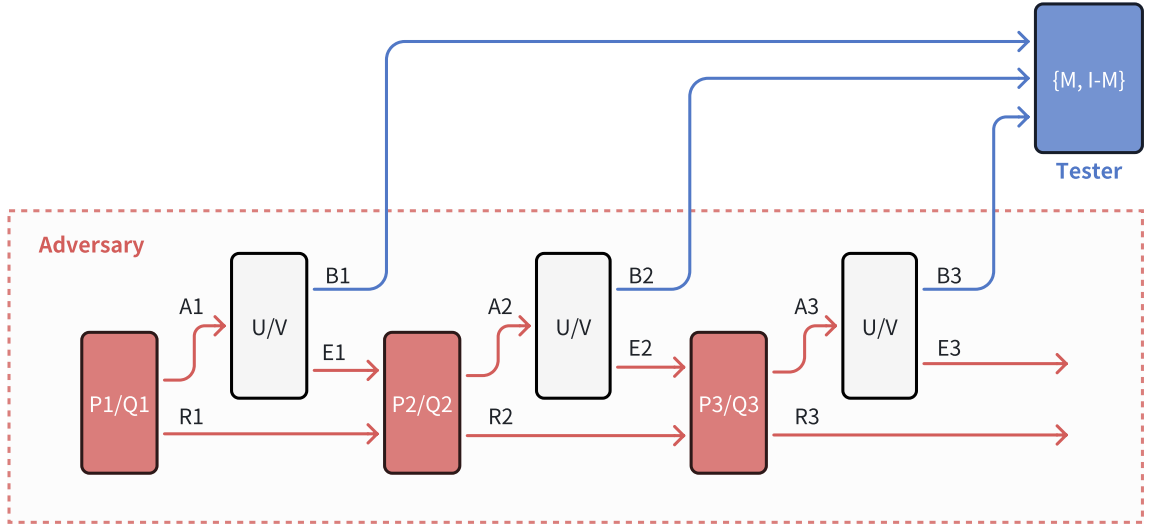 {M, I-M}
Tester
Adversary
B1
B2
B3
A1
A2
A3
U/V
U/V
U/V
E1
E2
E3
P1/Q1
P2/Q2
P3/Q3
R1
R2
R3